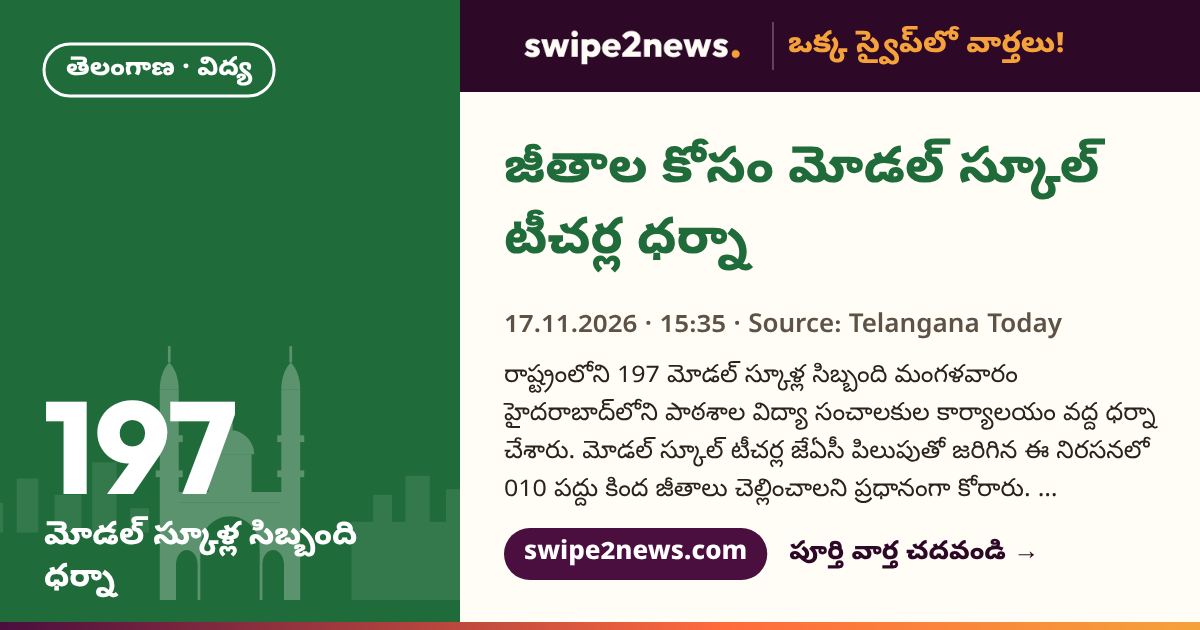 తెలంగాణ · విద్య
197
మోడల్ స్కూళ్ల సిబ్బంది
ధర్నా
swipe2news.
ఒక్క స్వైప్‌లో వార్తలు!
జీతాల కోసం మోడల్ స్కూల్
టీచర్ల ధర్నా
17.11.2026 · 15:35 · Source: Telangana Today
రాష్ట్రంలోని 197 మోడల్ స్కూళ్ల సిబ్బంది మంగళవారం
హైదరాబాద్‌లోని పాఠశాల విద్యా సంచాలకుల కార్యాలయం వద్ద ధర్నా
చేశారు. మోడల్ స్కూల్ టీచర్ల జేఏసీ పిలుపుతో జరిగిన ఈ నిరసనలో
010 పద్దు కింద జీతాలు చెల్లించాలని ప్రధానంగా కోరారు. ...
swipe2news.com
పూర్తి వార్త చదవండి →